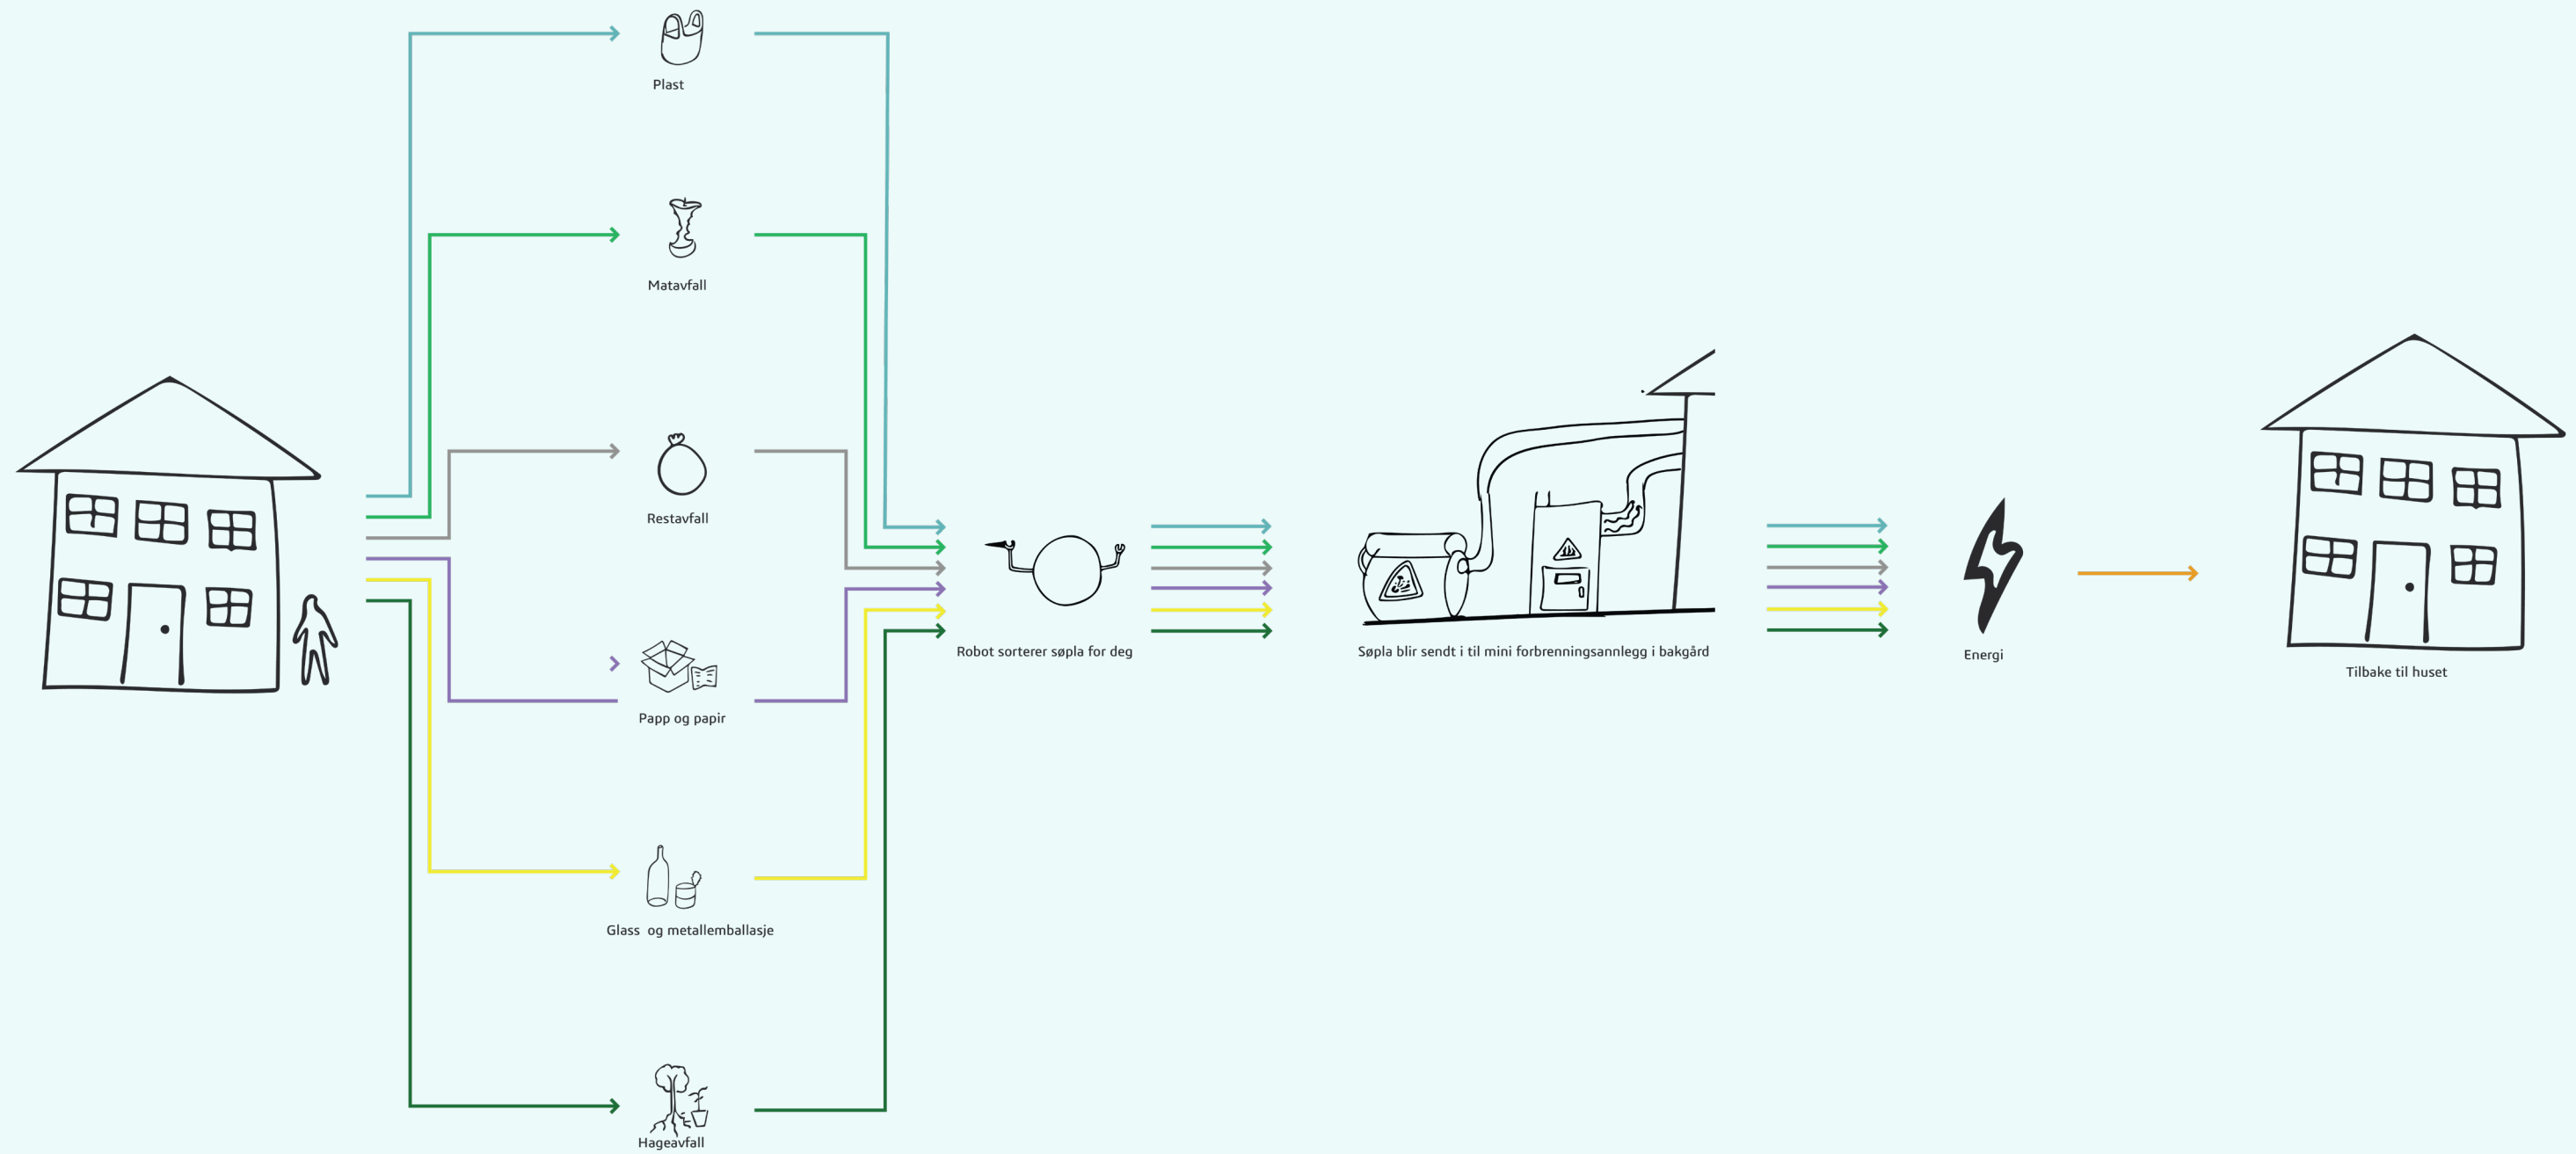 Plast
Matavfall
Restavfall
Papp og papir
Glass  og metallemballasje
Hageavfall
Robot sorterer søpla for deg
Søpla blir sendt i til mini forbrenningsannlegg i bakgård
Energi
Tilbake til huset